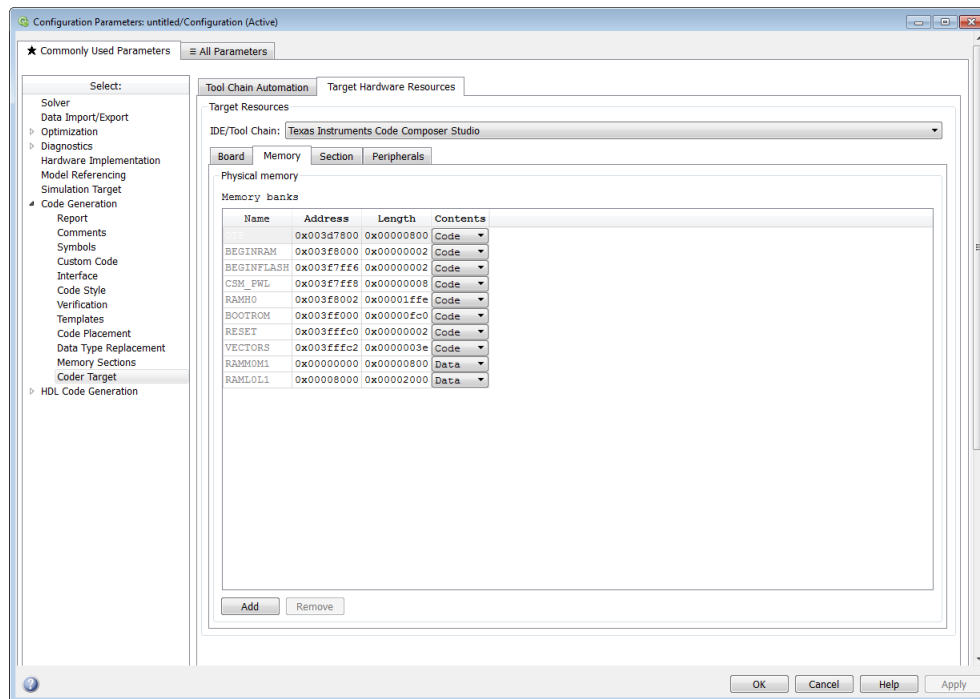 Configuration Parameters: untitled/Configuration (Active)
★ Commonly Used Parameters ≡ All Parameters
Select:
Solver
Data Import/Export
Optimization
Diagnostics
Hardware Implementation
Model Referencing
Simulation Target
Code Generation
Report
Comments
Symbols
Custom Code
Interface
Code Style
Verification
Templates
Code Placement
Data Type Replacement
Memory Sections
Coder Target
HDL Code Generation
Tool Chain Automation Target Hardware Resources
Target Resources
IDE/Tool Chain: Texas Instruments Code Composer Studio
Board Memory Section Peripherals
Physical memory
Memory banks
Name Address Length Contents
OTP 0x003d7800 0x00000800 Code
BEGINRAM 0x003f8000 0x00000002 Code
BEGINFLASH 0x003f7ff6 0x00000002 Code
CSM_PWL 0x003f7ff8 0x00000008 Code
RAMH0 0x003f8002 0x00001ffe Code
BOOTROM 0x003ff000 0x00000fc0 Code
RESET 0x003fffc0 0x00000002 Code
VECTORS 0x003fffc2 0x0000003e Code
RAMM0M1 0x00000000 0x00000800 Data
RAML0L1 0x00008000 0x00002000 Data
Add Remove
OK Cancel Help Apply